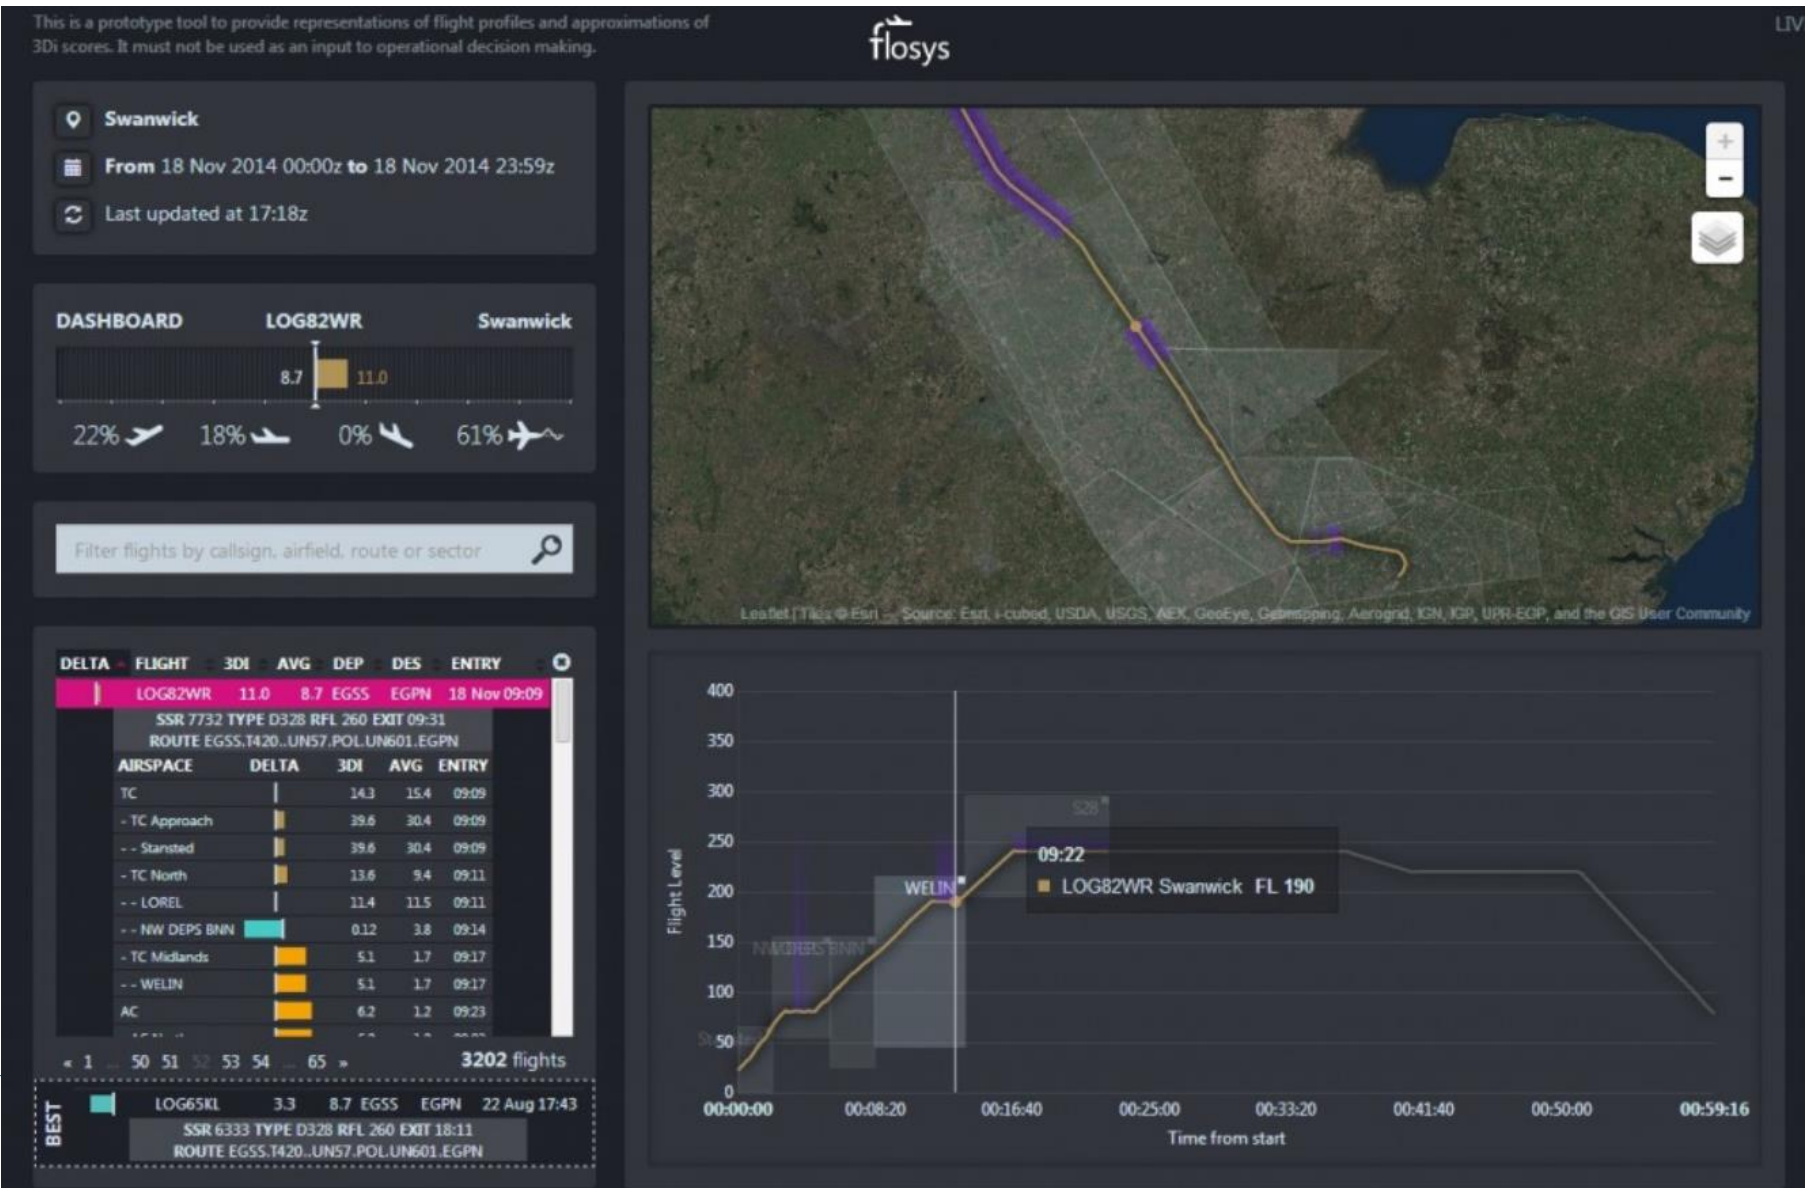 This is a prototype tool to provide representations of flight profiles and approximations of
3Di scores. It must not be used as an input to operational decision making.
flosys
LIV
Swanwick
From 18 Nov 2014 00:00z to 18 Nov 2014 23:59z
Last updated at 17:18z
DASHBOARD LOG82WR Swanwick
8.7 11.0
22% 18% 0% 61%
Filter flights by callsign, airfield, route or sector
DELTA FLIGHT 3DI AVG DEP DES ENTRY
LOG82WR 11.0 8.7 EGSS EGPN 18 Nov 09:09
SSR 7732 TYPE D328 RFL 260 EXIT 09:31
ROUTE EGSS.T420..UN57.POL.UN601.EGPN
AIRSPACE DELTA 3DI AVG ENTRY
TC 14.3 15.4 09:09
- TC Approach 39.6 30.4 09:09
- - Stansted 39.6 30.4 09:09
- TC North 13.6 9.4 09:11
- - LOREL 11.4 11.5 09:11
- - NW DEPS BNN 0.12 3.8 09:14
- TC Midlands 5.1 1.7 09:17
- - WELIN 5.1 1.7 09:17
AC 6.2 1.2 09:23
« 1 ... 50 51 52 53 54 ... 65 »
3202 flights
BEST
LOG65KL 3.3 8.7 EGSS EGPN 22 Aug 17:43
SSR 6333 TYPE D328 RFL 260 EXIT 18:11
ROUTE EGSS.T420..UN57.POL.UN601.EGPN
+
-
Leaflet | Tiles © Esri — Source: Esri, i-cubed, USDA, USGS, AEX, GeoEye, Getmapping, Aerogrid, IGN, IGP, UPR-EGP, and the GIS User Community
Flight Level
400
350
300
250
200
150
100
50
0
S28
WELIN
BNN
09:22
LOG82WR Swanwick FL 190
00:00:00 00:08:20 00:16:40 00:25:00 00:33:20 00:41:40 00:50:00 00:59:16
Time from start